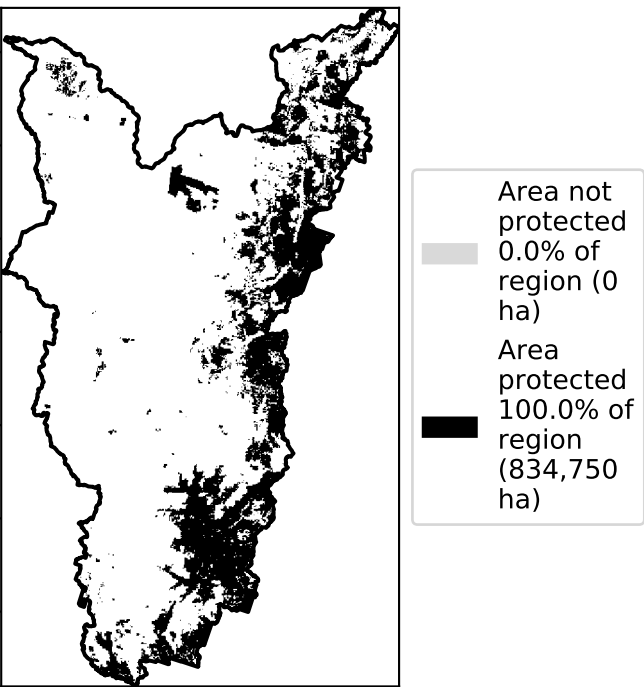 Area not
protected
0.0% of
region (0
ha)
Area
protected
100.0% of
region
(834,750
ha)